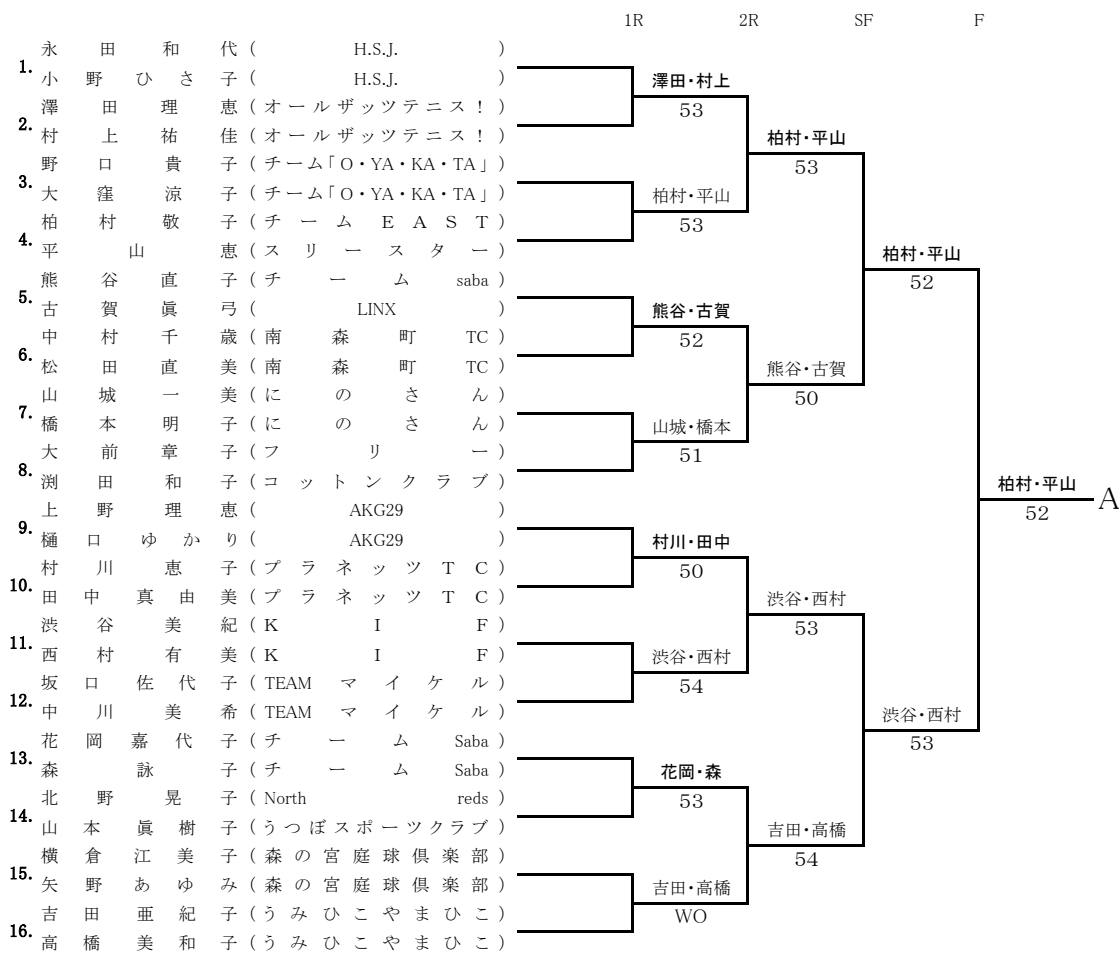 1R 2R SF F
永田和代(H.S.J.)
1.
小野ひさ子(H.S.J.)
澤田・村上
澤田理恵(オールザッツテニス!)
53
2.
村上祐佳(オールザッツテニス!)
柏村・平山
野口貴子(チーム「O・YA・KA・TA」)
53
3.
大窪涼子(チーム「O・YA・KA・TA」)
柏村・平山
柏村敬子(チームEAST)
53
4.
平山恵(スリースター)
柏村・平山
熊谷直子(チームsaba)
52
5.
古賀眞弓(LINX)
熊谷・古賀
中村千歳(南森町TC)
52
6.
松田直美(南森町TC)
熊谷・古賀
山城一美(にのさん)
50
7.
橋本明子(にのさん)
山城・橋本
大前章子(フリー)
51
8.
渕田和子(コットンクラブ)
柏村・平山
A
上野理恵(AKG29)
52
9.
樋口ゆかり(AKG29)
村川・田中
村川恵子(プラネッツTC)
50
10.
田中真由美(プラネッツTC)
渋谷・西村
渋谷美紀(KIF)
53
11.
西村有美(KIF)
渋谷・西村
坂口佐代子(TEAMマイケル)
54
12.
中川美希(TEAMマイケル)
渋谷・西村
花岡嘉代子(チームSaba)
53
13.
森詠子(チームSaba)
花岡・森
北野晃子(North reds)
53
14.
山本眞樹子(うつぼスポーツクラブ)
吉田・高橋
横倉江美子(森の宮庭球倶楽部)
54
15.
矢野あゆみ(森の宮庭球倶楽部)
吉田・高橋
吉田亜紀子(うみひこやまひこ)
WO
16.
高橋美和子(うみひこやまひこ)